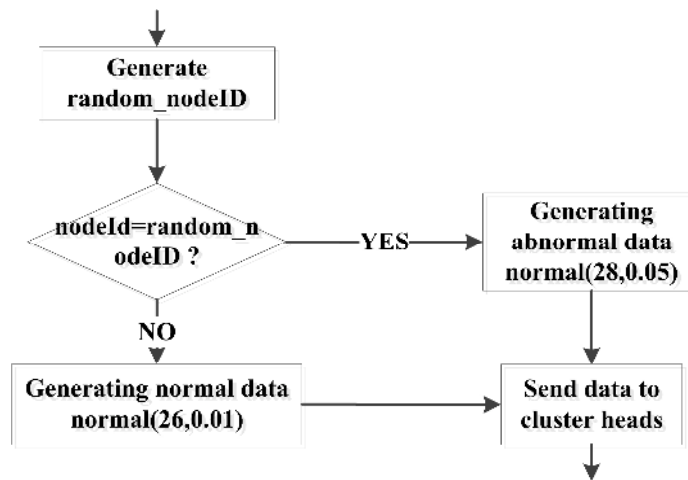 Generate
random_nodeID
nodeId=random_n
odeID ?
YES
Generating
abnormal data
normal(28,0.05)
NO
Generating normal data
normal(26,0.01)
Send data to
cluster heads